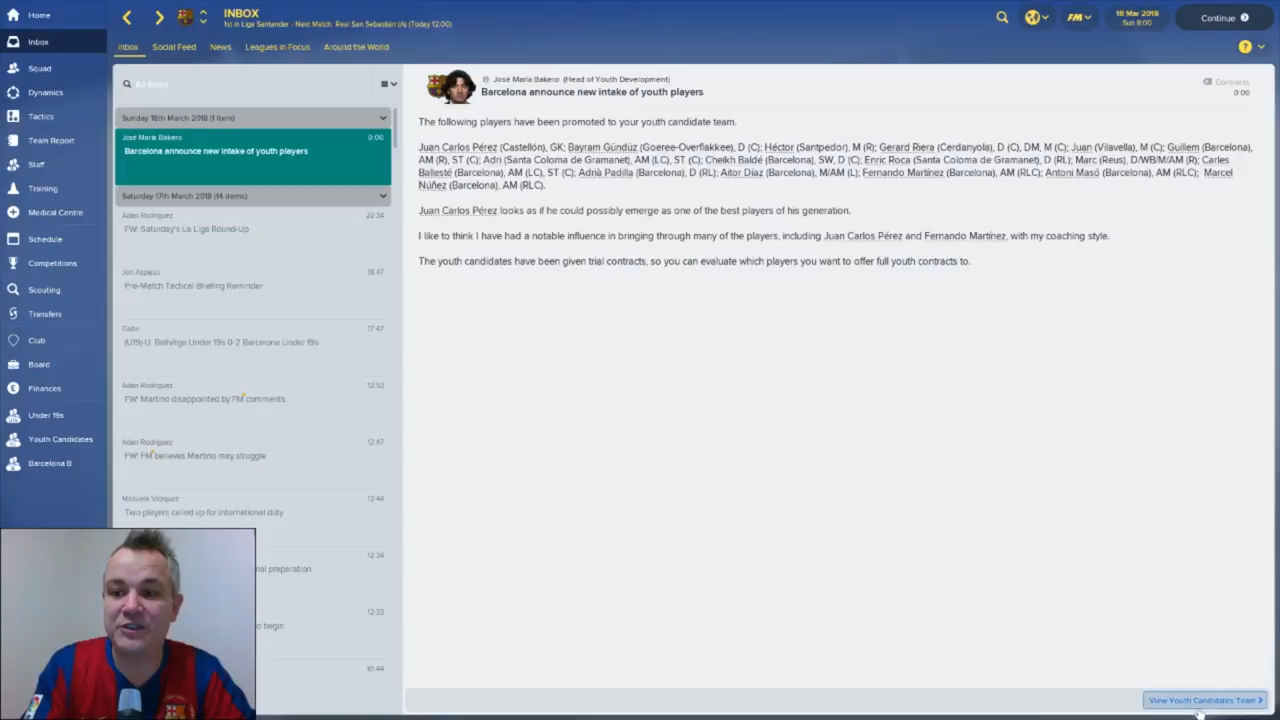 Home
INBOX
1st in Liga Santander - Next Match: Real San Sebastián (A) (Today 12:00)
18 Mar 2018
Sun 8:00
FM
Continue
Inbox
Inbox
Social Feed
News
Leagues in Focus
Around the World
?
Squad
Dynamics
Tactics
Team Report
Staff
Training
Medical Centre
Schedule
Competitions
Scouting
Transfers
Club
Board
Finances
Under 19s
Youth Candidates
Barcelona B
All items
Sunday 18th March 2018 (1 item)
José María Bakero
0:00
Barcelona announce new intake of youth players
Saturday 17th March 2018 (14 items)
Adan Rodríguez
22:34
FW: Saturday's La Liga Round-Up
18:47
Pre-Match Tactical Briefing Reminder
Gabri
17:47
(U19) U. Bellvitge Under 19s 0-2 Barcelona Under 19s
Adan Rodríguez
12:50
FW: Martino disappointed by FM comments
Adan Rodríguez
12:47
FW: FM believes Martino may struggle
Manuela Vázquez
12:44
Two players called up for international duty
12:34
nal preparation
12:33
o begin
10:44
José María Bakero (Head of Youth Development)
Barcelona announce new intake of youth players
Contracts
0:00
The following players have been promoted to your youth candidate team.
Juan Carlos Pérez (Castellón), GK; Bayram Gündüz (Goeree-Overflakkee), D (C); Héctor (Santpedor), M (R); Gerard Riera (Cerdanyola), D (C), DM, M (C); Juan (Vilavella), M (C); Guillem (Barcelona),
AM (R), ST (C); Adri (Santa Coloma de Gramanet), AM (LC), ST (C); Cheikh Baldé (Barcelona), SW, D (C); Enric Roca (Santa Coloma de Gramanet), D (RL); Marc (Reus), D/WB/M/AM (R); Carles
Ballesté (Barcelona), AM (LC), ST (C); Adrià Padilla (Barcelona), D (RL); Aitor Díaz (Barcelona), M/AM (L); Fernando Martínez (Barcelona), AM (RLC); Antoni Masó (Barcelona), AM (RLC); Marcel
Núñez (Barcelona), AM (RLC).
Juan Carlos Pérez looks as if he could possibly emerge as one of the best players of his generation.
I like to think I have had a notable influence in bringing through many of the players, including Juan Carlos Pérez and Fernando Martínez, with my coaching style.
The youth candidates have been given trial contracts, so you can evaluate which players you want to offer full youth contracts to.
View Youth Candidates Team